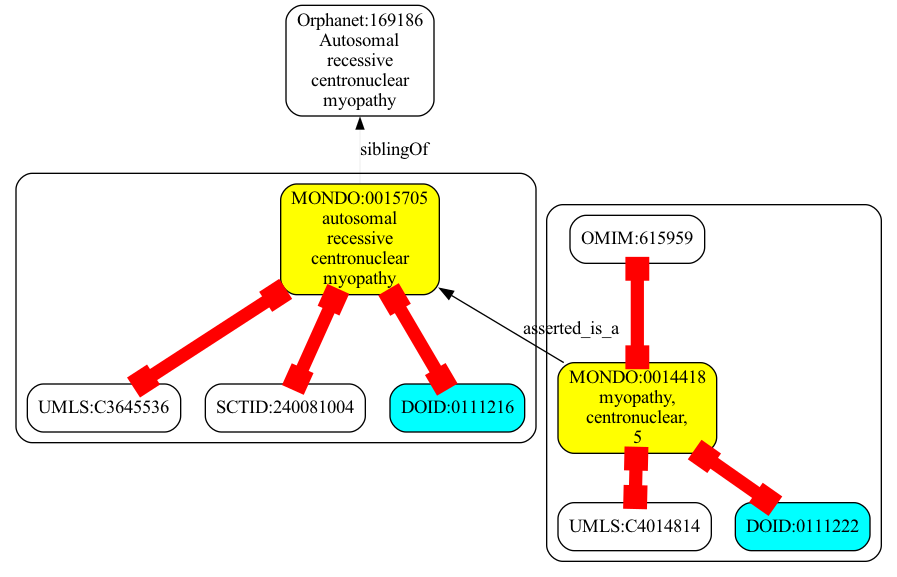 Orphanet:169186
Autosomal
recessive
centronuclear
myopathy
siblingOf
MONDO:0015705
autosomal
recessive
centronuclear
myopathy
OMIM:615959
asserted_is_a
UMLS:C3645536
SCTID:240081004
DOID:0111216
MONDO:0014418
myopathy,
centronuclear,
5
UMLS:C4014814
DOID:0111222